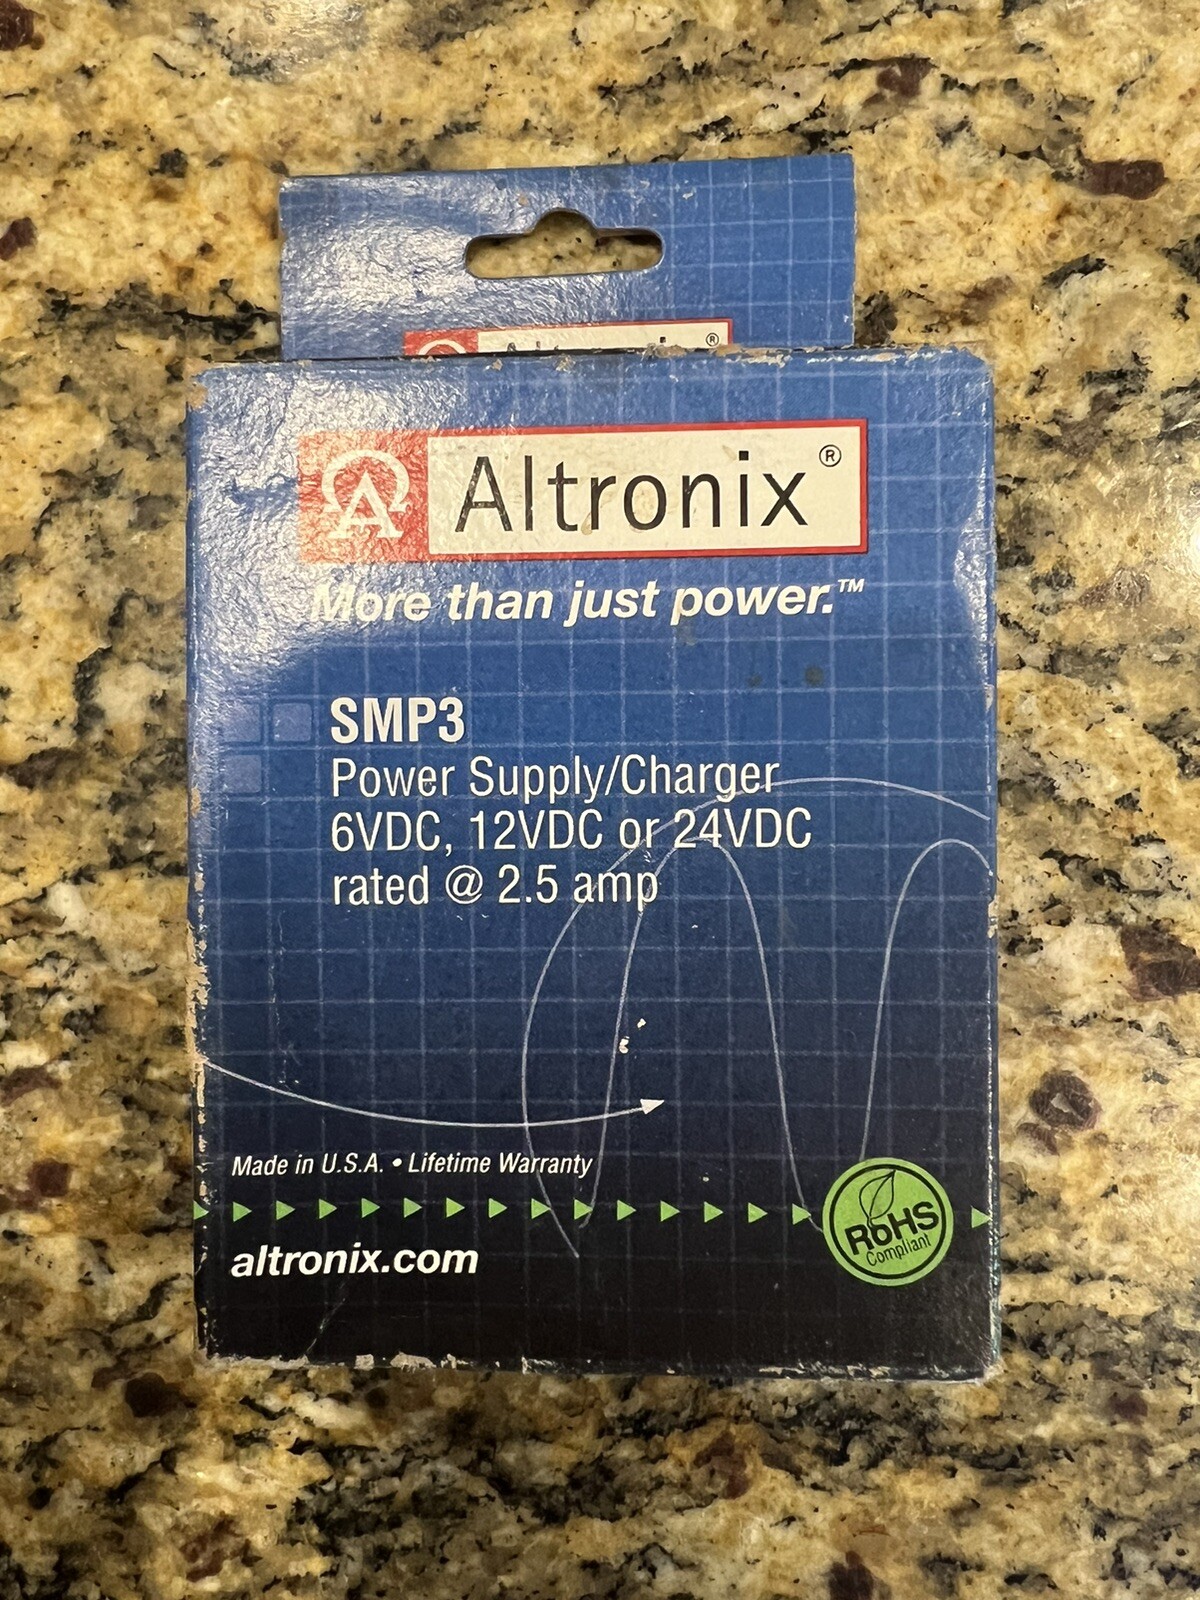 Altronix®
Altronix®
More than just power.™
SMP3
Power Supply/Charger
6VDC, 12VDC or 24VDC
rated @ 2.5 amp
Made in U.S.A. • Lifetime Warranty
altronix.com
RoHS
Compliant